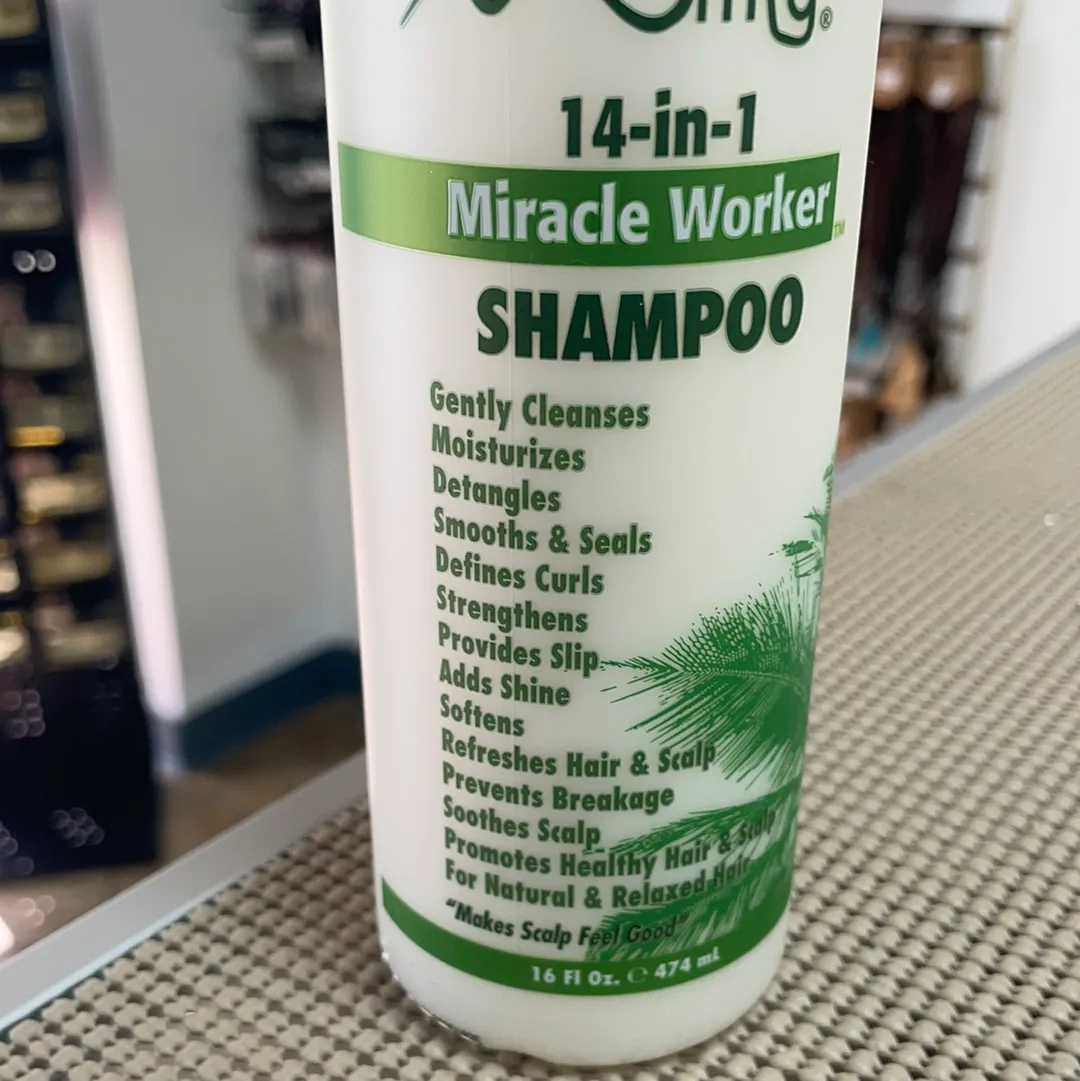 14-in-1
Miracle Worker™
SHAMPOO
Gently Cleanses
Moisturizes
Detangles
Smooths & Seals
Defines Curls
Strengthens
Provides Slip
Adds Shine
Softens
Refreshes Hair & Scalp
Prevents Breakage
Soothes Scalp
Promotes Healthy Hair & Scalp
For Natural & Relaxed Hair
"Makes Scalp Feel Good"
16 Fl Oz. ℮ 474 mL